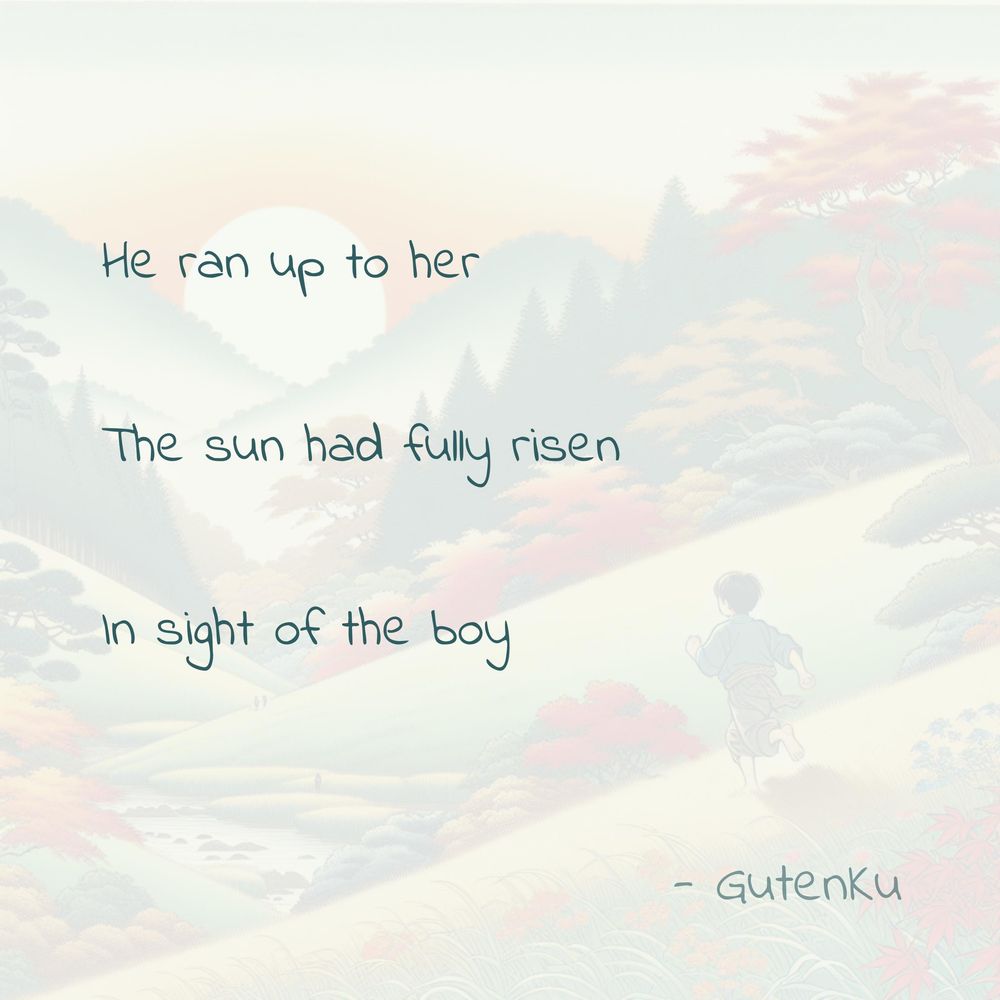 He ran up to her
The sun had fully risen
In sight of the boy
- GutenKu